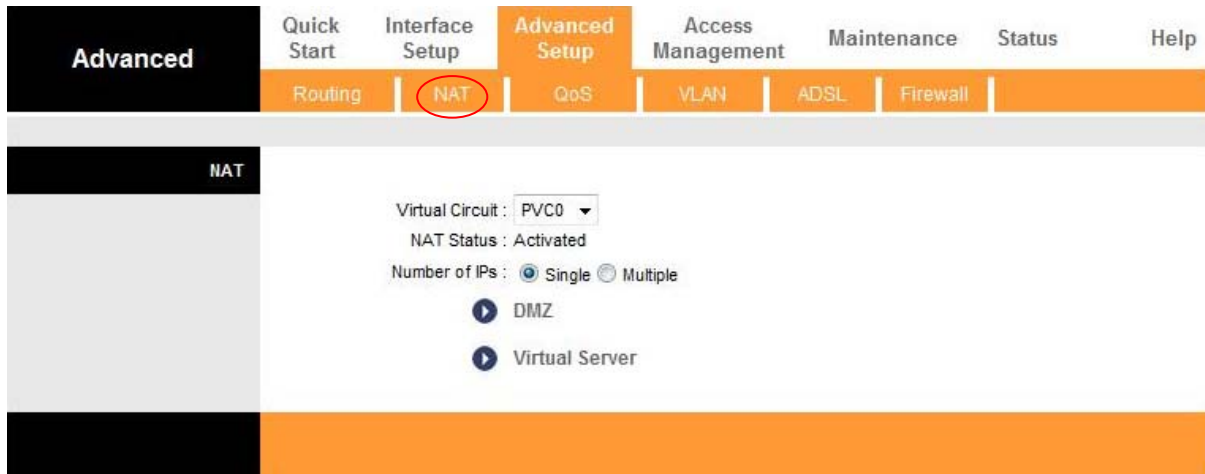 Advanced
Quick Start
Interface Setup
Advanced Setup
Access Management
Maintenance
Status
Help
Routing
NAT
QoS
VLAN
ADSL
Firewall
NAT
Virtual Circuit : PVC0
NAT Status : Activated
Number of IPs : Single Multiple
DMZ
Virtual Server